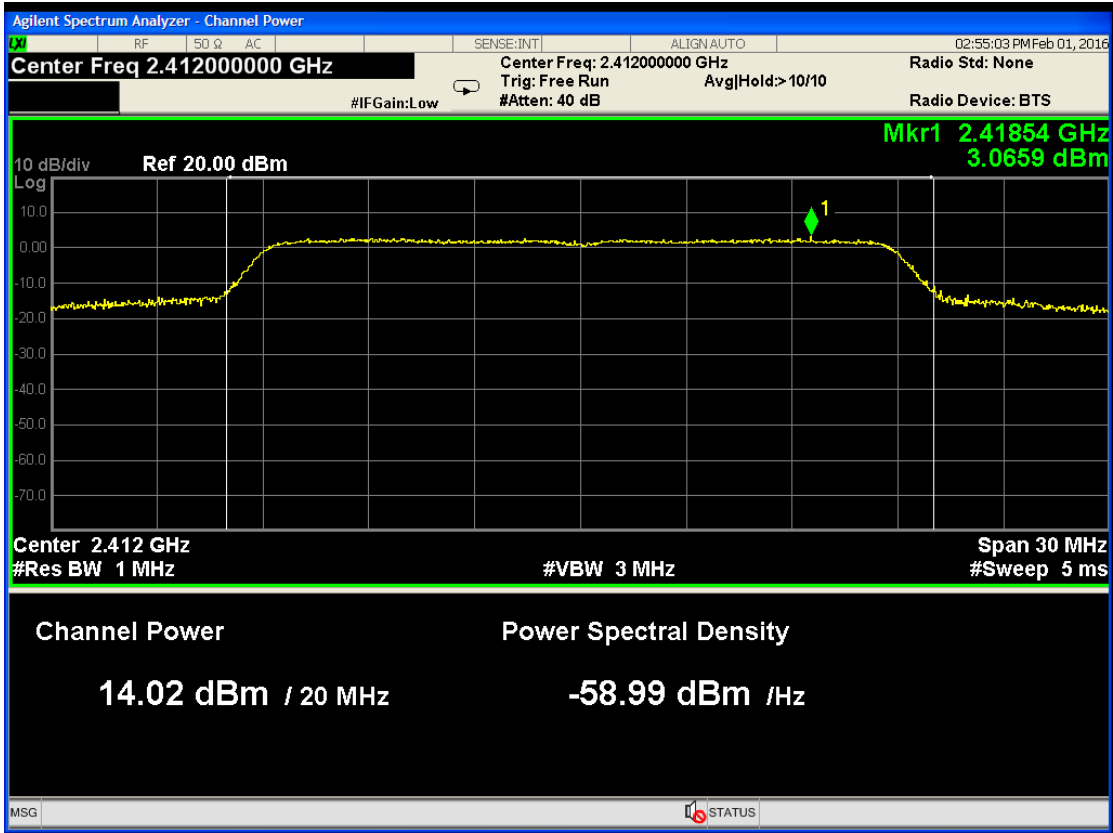 Agilent Spectrum Analyzer - Channel Power
LXI RF 50 Ω AC SENSE:INT ALIGNAUTO 02:55:03 PMFeb 01, 2016
Center Freq 2.412000000 GHz
Center Freq: 2.412000000 GHz
Radio Std: None
Trig: Free Run Avg|Hold:> 10/10
#IFGain:Low #Atten: 40 dB
Radio Device: BTS
Mkr1 2.41854 GHz
3.0659 dBm
10 dB/div Ref 20.00 dBm
Log
1
10.0
0.00
-10.0
-20.0
-30.0
-40.0
-50.0
-60.0
-70.0
Center 2.412 GHz Span 30 MHz
#Res BW 1 MHz #VBW 3 MHz #Sweep 5 ms
Channel Power Power Spectral Density
14.02 dBm / 20 MHz -58.99 dBm /Hz
MSG STATUS